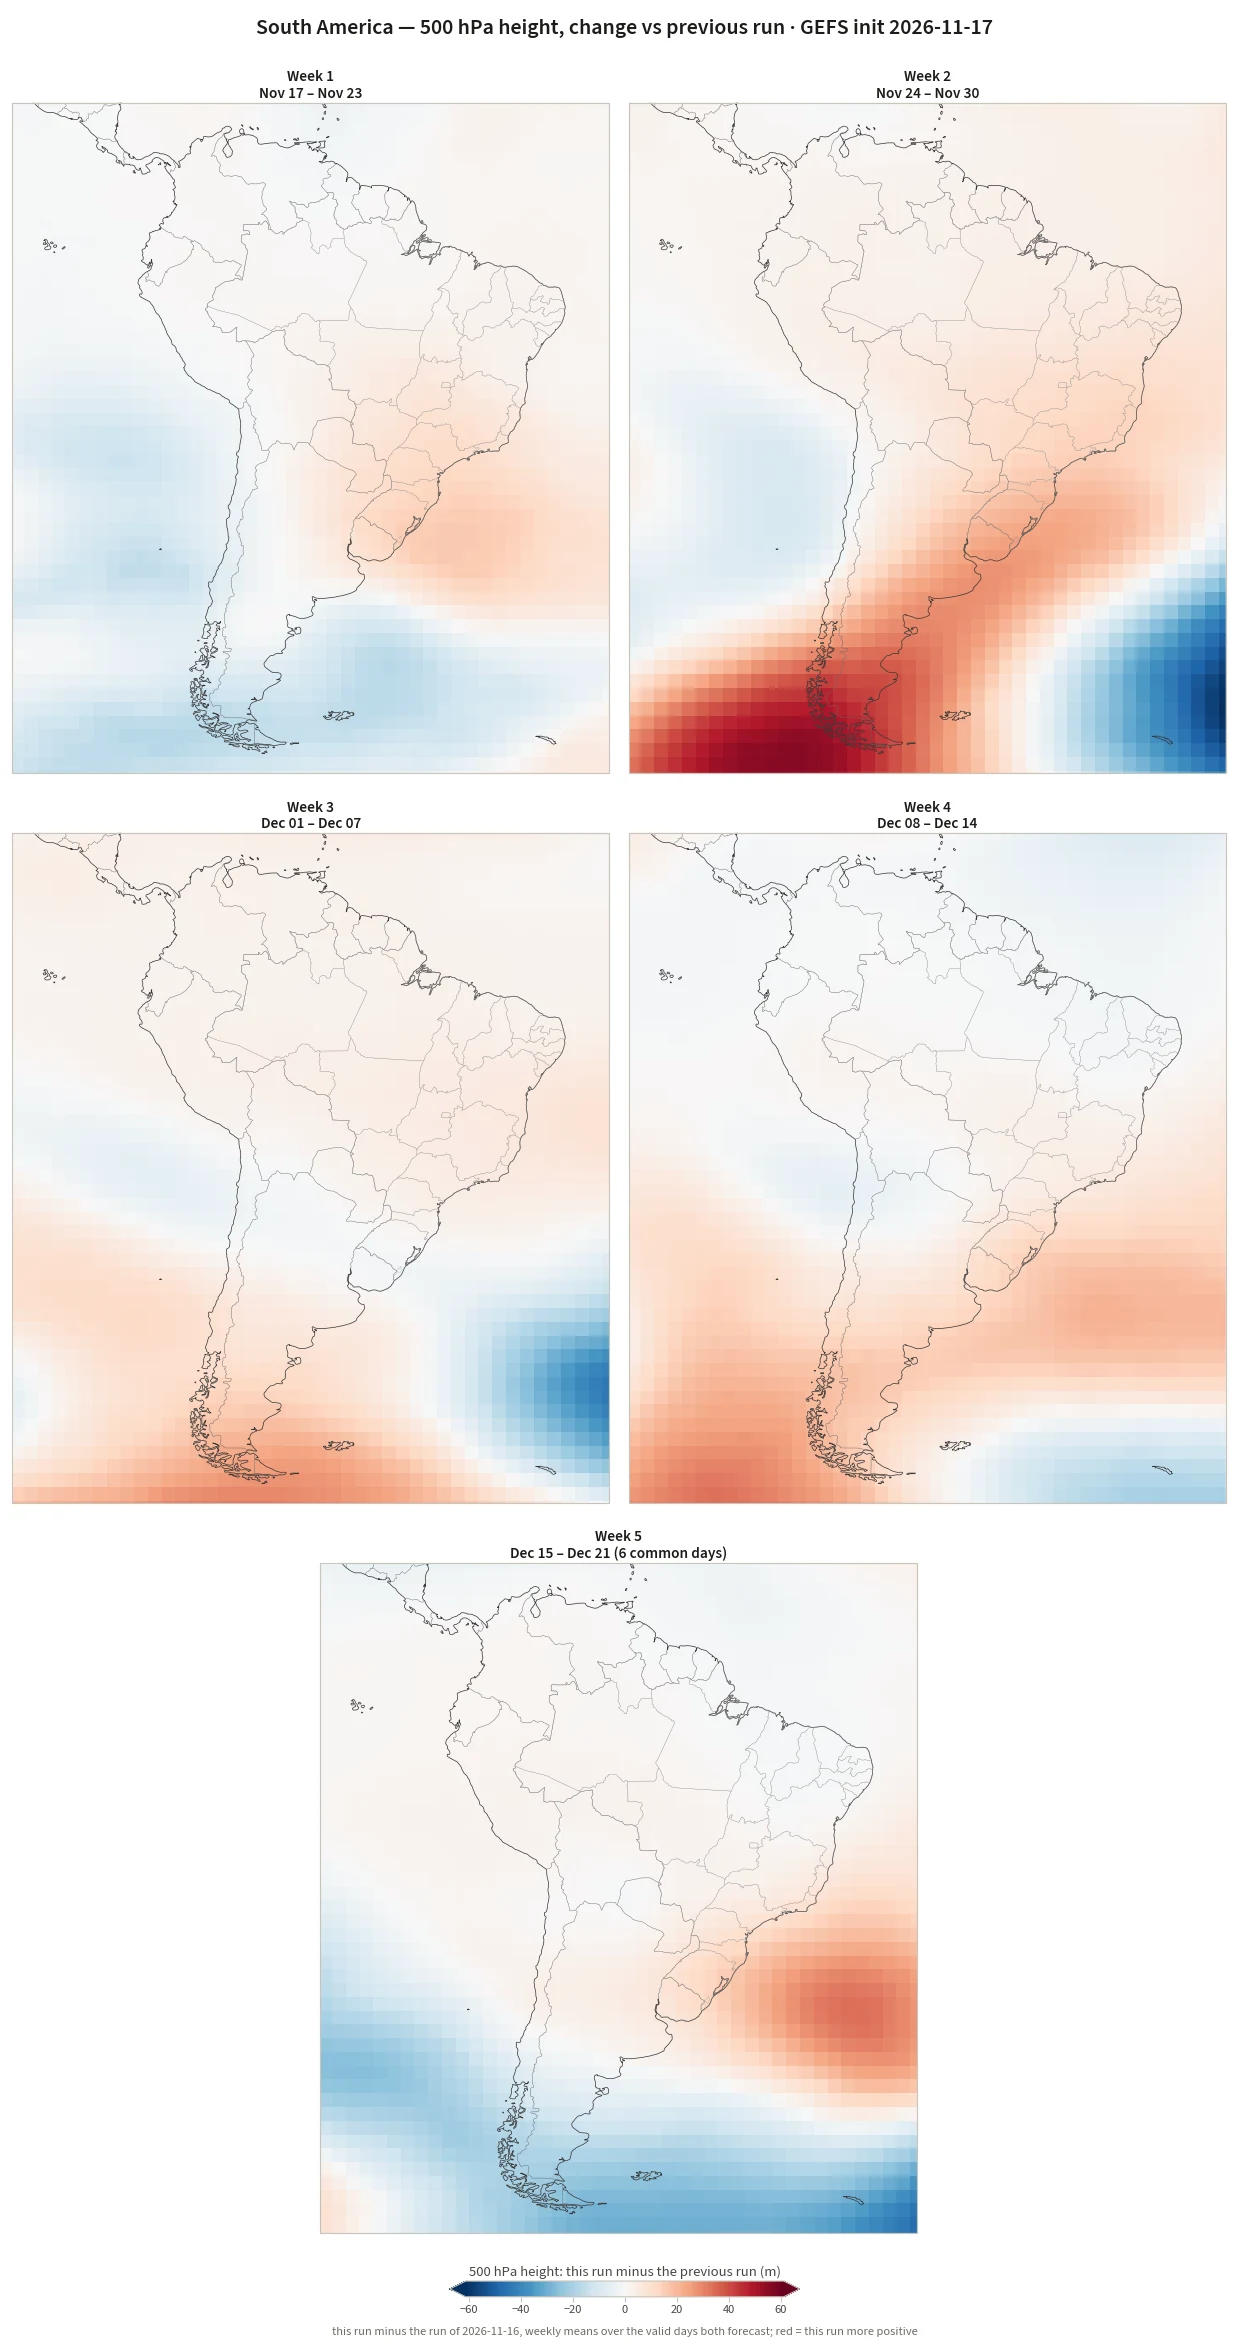 South America — 500 hPa height, change vs previous run · GEFS init 2026-11-17
Week 1
Nov 17 – Nov 23
Week 2
Nov 24 – Nov 30
Week 3
Dec 01 – Dec 07
Week 4
Dec 08 – Dec 14
Week 5
Dec 15 – Dec 21 (6 common days)
500 hPa height: this run minus the previous run (m)
−60 −40 −20 0 20 40 60
this run minus the run of 2026-11-16, weekly means over the valid days both forecast; red = this run more positive